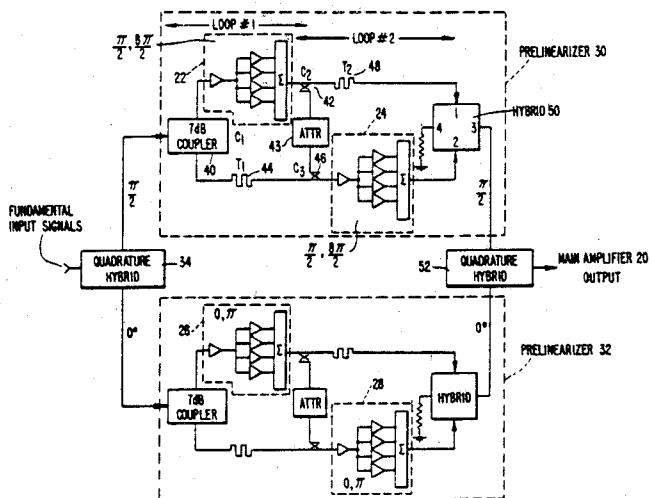 LOOP #1
π/2, 8π/2
LOOP #2
22
C2
T2
48
42
PRELINEARIZER 30
7dB COUPLER
40
C1
ATTR
43
24
HYBRID 50
1
4
3
2
T1
44
C3
46
Σ
Σ
π/2
π/2
π/2, 8π/2
FUNDAMENTAL INPUT SIGNALS
QUADRATURE HYBRID
34
52
QUADRATURE HYBRID
MAIN AMPLIFIER 20 OUTPUT
0°
0°
26
0, π
Σ
PRELINEARIZER 32
7dB COUPLER
ATTR
28
HYBRID
Σ
0, π